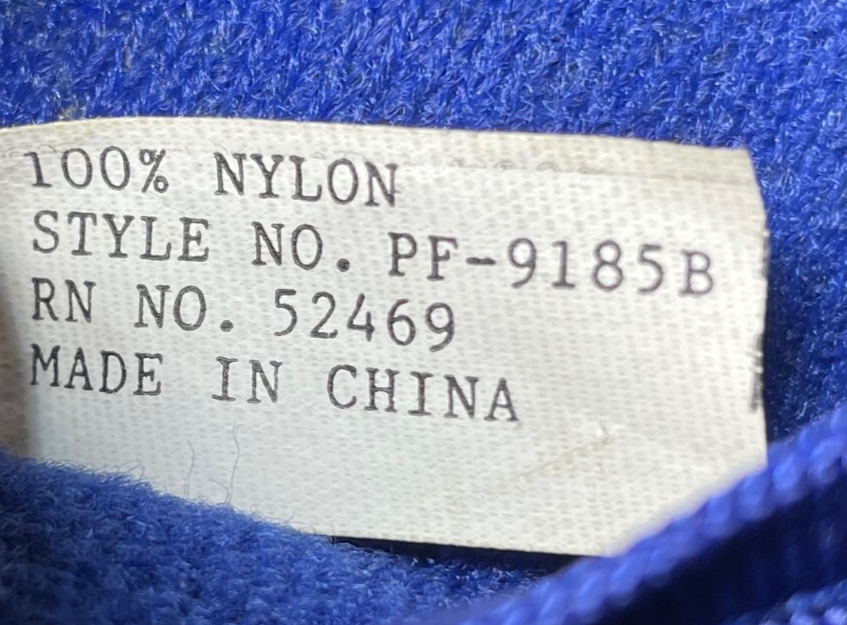 100% NYLON
STYLE NO. PF-9185B
RN NO. 52469
MADE IN CHINA